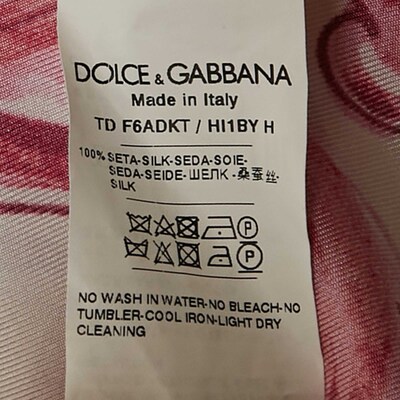 DOLCE & GABBANA
Made in Italy
TD F6ADKT / HI1BY H
100% SETA-SILK-SEDA-SOIE-
SEDA-SEIDE-ШЕЛК -桑蚕丝-
SILK
P
P
NO WASH IN WATER-NO BLEACH-NO
TUMBLER-COOL IRON-LIGHT DRY
CLEANING